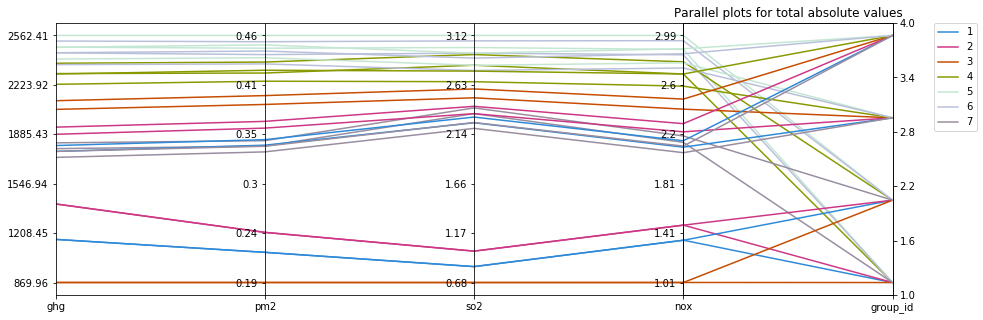 Parallel plots for total absolute values
2562.41 0.46 3.12 2.99 4.0 1
2
2223.92 0.41 2.63 2.6 3.4 3
4
1885.43 0.35 2.14 2.2 2.8 5
6
1546.94 0.3 1.66 1.81 2.2 7
1208.45 0.24 1.17 1.41 1.6
869.96 0.19 0.68 1.01 1.0
ghg pm2 so2 nox group_id